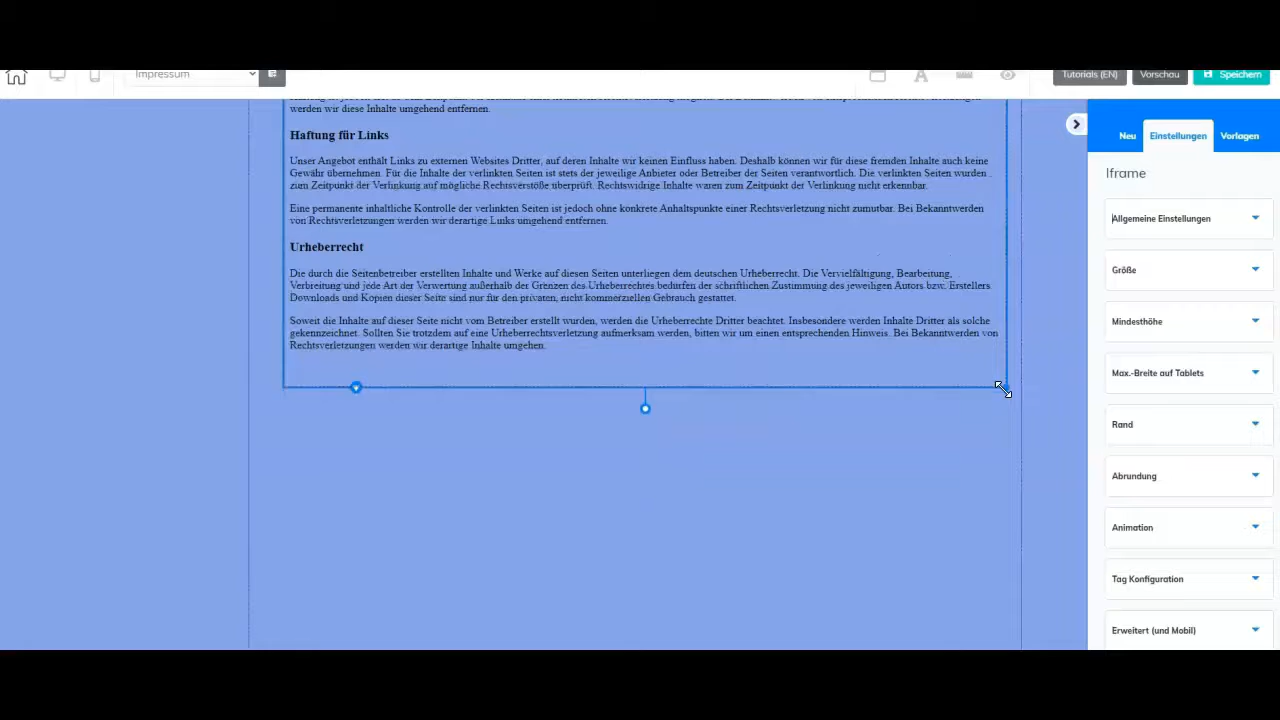 Impressum
Tutorials (EN)
Vorschau
Speichern
werden wir diese Inhalte umgehend entfernen.
Haftung für Links
Unser Angebot enthält Links zu externen Websites Dritter, auf deren Inhalte wir keinen Einfluss haben. Deshalb können wir für diese fremden Inhalte auch keine
Gewähr übernehmen. Für die Inhalte der verlinkten Seiten ist stets der jeweilige Anbieter oder Betreiber der Seiten verantwortlich. Die verlinkten Seiten wurden
zum Zeitpunkt der Verlinkung auf mögliche Rechtsverstöße überprüft. Rechtswidrige Inhalte waren zum Zeitpunkt der Verlinkung nicht erkennbar.
Eine permanente inhaltliche Kontrolle der verlinkten Seiten ist jedoch ohne konkrete Anhaltspunkte einer Rechtsverletzung nicht zumutbar. Bei Bekanntwerden
von Rechtsverletzungen werden wir derartige Links umgehend entfernen.
Urheberrecht
Die durch die Seitenbetreiber erstellten Inhalte und Werke auf diesen Seiten unterliegen dem deutschen Urheberrecht. Die Vervielfältigung, Bearbeitung,
Verbreitung und jede Art der Verwertung außerhalb der Grenzen des Urheberrechtes bedürfen der schriftlichen Zustimmung des jeweiligen Autors bzw. Erstellers.
Downloads und Kopien dieser Seite sind nur für den privaten, nicht kommerziellen Gebrauch gestattet.
Soweit die Inhalte auf dieser Seite nicht vom Betreiber erstellt wurden, werden die Urheberrechte Dritter beachtet. Insbesondere werden Inhalte Dritter als solche
gekennzeichnet. Sollten Sie trotzdem auf eine Urheberrechtsverletzung aufmerksam werden, bitten wir um einen entsprechenden Hinweis. Bei Bekanntwerden von
Rechtsverletzungen werden wir derartige Inhalte umgehen.
Neu
Einstellungen
Vorlagen
Iframe
Allgemeine Einstellungen
Größe
Mindesthöhe
Max.-Breite auf Tablets
Rand
Abrundung
Animation
Tag Konfiguration
Erweitert (und Mobil)